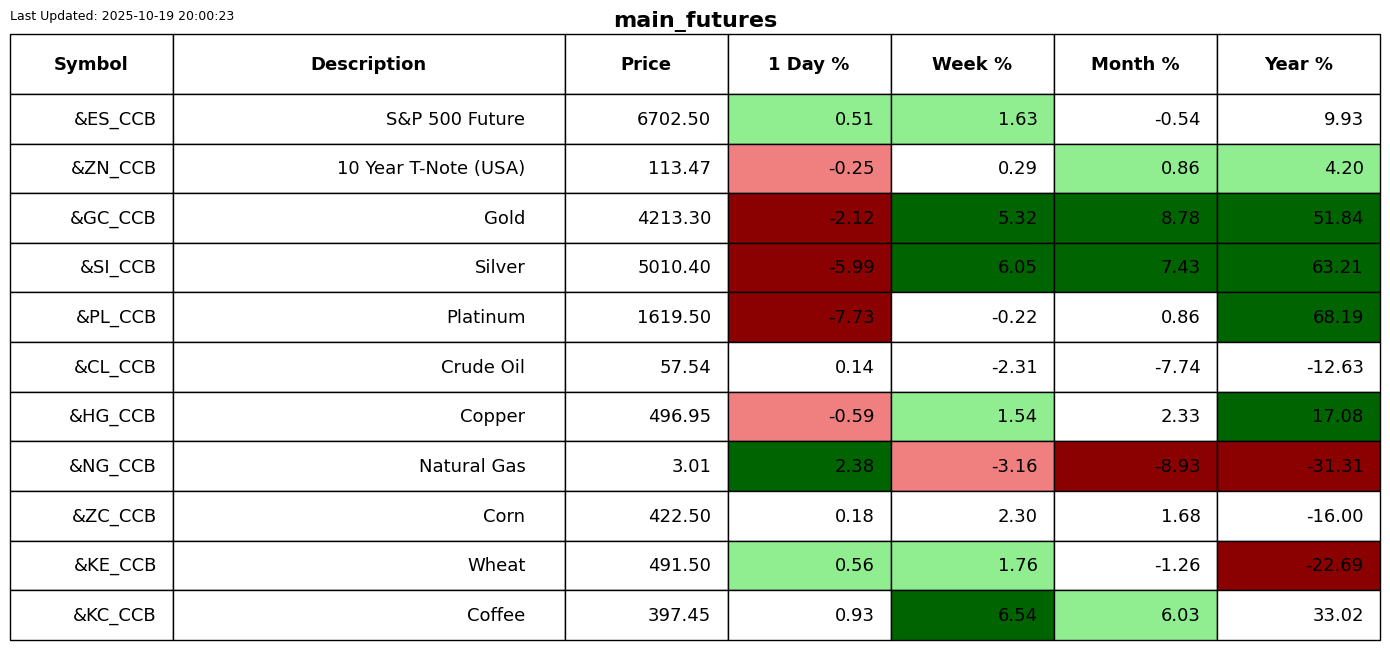 Last Updated: 2025-10-19 20:00:23
main_futures
Symbol Description Price 1 Day % Week % Month % Year %
&ES_CCB S&P 500 Future 6702.50 0.51 1.63 -0.54 9.93
&ZN_CCB 10 Year T-Note (USA) 113.47 -0.25 0.29 0.86 4.20
&GC_CCB Gold 4213.30 -2.12 5.32 8.78 51.84
&SI_CCB Silver 5010.40 -5.99 6.05 7.43 63.21
&PL_CCB Platinum 1619.50 -7.73 -0.22 0.86 68.19
&CL_CCB Crude Oil 57.54 0.14 -2.31 -7.74 -12.63
&HG_CCB Copper 496.95 -0.59 1.54 2.33 17.08
&NG_CCB Natural Gas 3.01 2.38 -3.16 -8.93 -31.31
&ZC_CCB Corn 422.50 0.18 2.30 1.68 -16.00
&KE_CCB Wheat 491.50 0.56 1.76 -1.26 -22.69
&KC_CCB Coffee 397.45 0.93 6.54 6.03 33.02